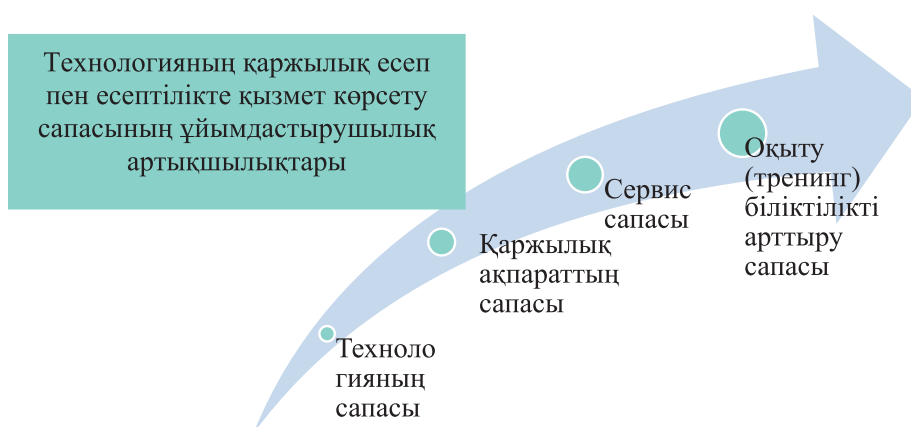 Технологияның қаржылық есеп
пен есептілікте қызмет көрсету
сапасының ұйымдастырушылық
артықшылықтары
Техноло
гияның
сапасы
Қаржылық
ақпараттың
сапасы
Сервис
сапасы
Оқыту
(тренинг)
біліктілікті
арттыру
сапасы